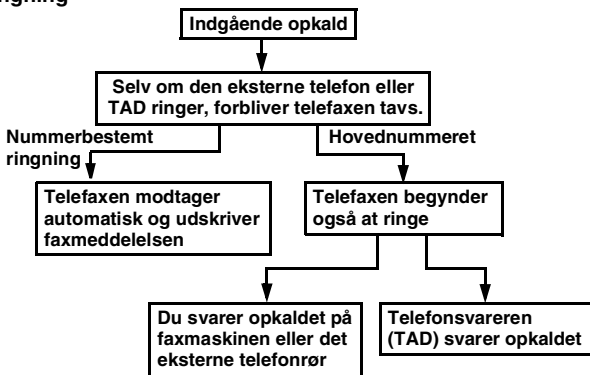 Indgående opkald
Selv om den eksterne telefon eller
TAD ringer, forbliver telefaxen tavs.
Nummerbestemt
ringning
Hovednummeret
Telefaxen modtager
automatisk og udskriver
faxmeddelelsen
Telefaxen begynder
også at ringe
Du svarer opkaldet på
faxmaskinen eller det
eksterne telefonrør
Telefonsvareren
(TAD) svarer opkaldet